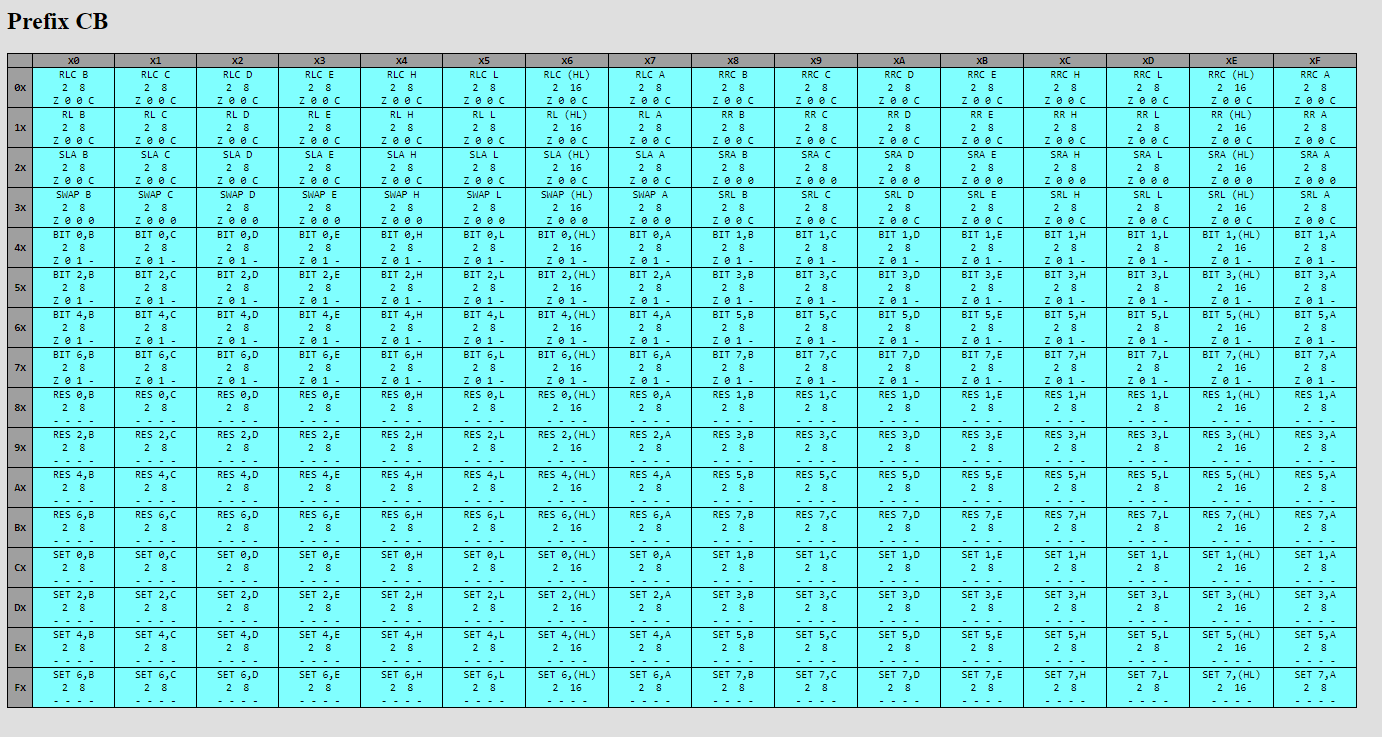 Prefix CB
x0 x1 x2 x3 x4 x5 x6 x7 x8 x9 xA xB xC xD xE xF
RLC B RLC C RLC D RLC E RLC H RLC L RLC (HL) RLC A RRC B RRC C RRC D RRC E RRC H RRC L RRC (HL) RRC A
0x 2 8 2 8 2 8 2 8 2 8 2 8 2 16 2 8 2 8 2 8 2 8 2 8 2 8 2 8 2 16 2 8
Z 0 0 C Z 0 0 C Z 0 0 C Z 0 0 C Z 0 0 C Z 0 0 C Z 0 0 C Z 0 0 C Z 0 0 C Z 0 0 C Z 0 0 C Z 0 0 C Z 0 0 C Z 0 0 C Z 0 0 C Z 0 0 C
RL B RL C RL D RL E RL H RL L RL (HL) RL A RR B RR C RR D RR E RR H RR L RR (HL) RR A
1x 2 8 2 8 2 8 2 8 2 8 2 8 2 16 2 8 2 8 2 8 2 8 2 8 2 8 2 8 2 16 2 8
Z 0 0 C Z 0 0 C Z 0 0 C Z 0 0 C Z 0 0 C Z 0 0 C Z 0 0 C Z 0 0 C Z 0 0 C Z 0 0 C Z 0 0 C Z 0 0 C Z 0 0 C Z 0 0 C Z 0 0 C Z 0 0 C
SLA B SLA C SLA D SLA E SLA H SLA L SLA (HL) SLA A SRA B SRA C SRA D SRA E SRA H SRA L SRA (HL) SRA A
2x 2 8 2 8 2 8 2 8 2 8 2 8 2 16 2 8 2 8 2 8 2 8 2 8 2 8 2 8 2 16 2 8
Z 0 0 C Z 0 0 C Z 0 0 C Z 0 0 C Z 0 0 C Z 0 0 C Z 0 0 C Z 0 0 C Z 0 0 0 Z 0 0 0 Z 0 0 0 Z 0 0 0 Z 0 0 0 Z 0 0 0 Z 0 0 0 Z 0 0 0
SWAP B SWAP C SWAP D SWAP E SWAP H SWAP L SWAP (HL) SWAP A SRL B SRL C SRL D SRL E SRL H SRL L SRL (HL) SRL A
3x 2 8 2 8 2 8 2 8 2 8 2 8 2 16 2 8 2 8 2 8 2 8 2 8 2 8 2 8 2 16 2 8
Z 0 0 0 Z 0 0 0 Z 0 0 0 Z 0 0 0 Z 0 0 0 Z 0 0 0 Z 0 0 0 Z 0 0 0 Z 0 0 C Z 0 0 C Z 0 0 C Z 0 0 C Z 0 0 C Z 0 0 C Z 0 0 C Z 0 0 C
BIT 0,B BIT 0,C BIT 0,D BIT 0,E BIT 0,H BIT 0,L BIT 0,(HL) BIT 0,A BIT 1,B BIT 1,C BIT 1,D BIT 1,E BIT 1,H BIT 1,L BIT 1,(HL) BIT 1,A
4x 2 8 2 8 2 8 2 8 2 8 2 8 2 16 2 8 2 8 2 8 2 8 2 8 2 8 2 8 2 16 2 8
Z 0 1 - Z 0 1 - Z 0 1 - Z 0 1 - Z 0 1 - Z 0 1 - Z 0 1 - Z 0 1 - Z 0 1 - Z 0 1 - Z 0 1 - Z 0 1 - Z 0 1 - Z 0 1 - Z 0 1 - Z 0 1 -
BIT 2,B BIT 2,C BIT 2,D BIT 2,E BIT 2,H BIT 2,L BIT 2,(HL) BIT 2,A BIT 3,B BIT 3,C BIT 3,D BIT 3,E BIT 3,H BIT 3,L BIT 3,(HL) BIT 3,A
5x 2 8 2 8 2 8 2 8 2 8 2 8 2 16 2 8 2 8 2 8 2 8 2 8 2 8 2 8 2 16 2 8
Z 0 1 - Z 0 1 - Z 0 1 - Z 0 1 - Z 0 1 - Z 0 1 - Z 0 1 - Z 0 1 - Z 0 1 - Z 0 1 - Z 0 1 - Z 0 1 - Z 0 1 - Z 0 1 - Z 0 1 - Z 0 1 -
BIT 4,B BIT 4,C BIT 4,D BIT 4,E BIT 4,H BIT 4,L BIT 4,(HL) BIT 4,A BIT 5,B BIT 5,C BIT 5,D BIT 5,E BIT 5,H BIT 5,L BIT 5,(HL) BIT 5,A
6x 2 8 2 8 2 8 2 8 2 8 2 8 2 16 2 8 2 8 2 8 2 8 2 8 2 8 2 8 2 16 2 8
Z 0 1 - Z 0 1 - Z 0 1 - Z 0 1 - Z 0 1 - Z 0 1 - Z 0 1 - Z 0 1 - Z 0 1 - Z 0 1 - Z 0 1 - Z 0 1 - Z 0 1 - Z 0 1 - Z 0 1 - Z 0 1 -
BIT 6,B BIT 6,C BIT 6,D BIT 6,E BIT 6,H BIT 6,L BIT 6,(HL) BIT 6,A BIT 7,B BIT 7,C BIT 7,D BIT 7,E BIT 7,H BIT 7,L BIT 7,(HL) BIT 7,A
7x 2 8 2 8 2 8 2 8 2 8 2 8 2 16 2 8 2 8 2 8 2 8 2 8 2 8 2 8 2 16 2 8
Z 0 1 - Z 0 1 - Z 0 1 - Z 0 1 - Z 0 1 - Z 0 1 - Z 0 1 - Z 0 1 - Z 0 1 - Z 0 1 - Z 0 1 - Z 0 1 - Z 0 1 - Z 0 1 - Z 0 1 - Z 0 1 -
RES 0,B RES 0,C RES 0,D RES 0,E RES 0,H RES 0,L RES 0,(HL) RES 0,A RES 1,B RES 1,C RES 1,D RES 1,E RES 1,H RES 1,L RES 1,(HL) RES 1,A
8x 2 8 2 8 2 8 2 8 2 8 2 8 2 16 2 8 2 8 2 8 2 8 2 8 2 8 2 8 2 16 2 8
- - - - - - - - - - - - - - - - - - - - - - - - - - - - - - - - - - - - - - - - - - - - - - - - - - - - - - - - - - - - - - - -
RES 2,B RES 2,C RES 2,D RES 2,E RES 2,H RES 2,L RES 2,(HL) RES 2,A RES 3,B RES 3,C RES 3,D RES 3,E RES 3,H RES 3,L RES 3,(HL) RES 3,A
9x 2 8 2 8 2 8 2 8 2 8 2 8 2 16 2 8 2 8 2 8 2 8 2 8 2 8 2 8 2 16 2 8
- - - - - - - - - - - - - - - - - - - - - - - - - - - - - - - - - - - - - - - - - - - - - - - - - - - - - - - - - - - - - - - -
RES 4,B RES 4,C RES 4,D RES 4,E RES 4,H RES 4,L RES 4,(HL) RES 4,A RES 5,B RES 5,C RES 5,D RES 5,E RES 5,H RES 5,L RES 5,(HL) RES 5,A
Ax 2 8 2 8 2 8 2 8 2 8 2 8 2 16 2 8 2 8 2 8 2 8 2 8 2 8 2 8 2 16 2 8
- - - - - - - - - - - - - - - - - - - - - - - - - - - - - - - - - - - - - - - - - - - - - - - - - - - - - - - - - - - - - - - -
RES 6,B RES 6,C RES 6,D RES 6,E RES 6,H RES 6,L RES 6,(HL) RES 6,A RES 7,B RES 7,C RES 7,D RES 7,E RES 7,H RES 7,L RES 7,(HL) RES 7,A
Bx 2 8 2 8 2 8 2 8 2 8 2 8 2 16 2 8 2 8 2 8 2 8 2 8 2 8 2 8 2 16 2 8
- - - - - - - - - - - - - - - - - - - - - - - - - - - - - - - - - - - - - - - - - - - - - - - - - - - - - - - - - - - - - - - -
SET 0,B SET 0,C SET 0,D SET 0,E SET 0,H SET 0,L SET 0,(HL) SET 0,A SET 1,B SET 1,C SET 1,D SET 1,E SET 1,H SET 1,L SET 1,(HL) SET 1,A
Cx 2 8 2 8 2 8 2 8 2 8 2 8 2 16 2 8 2 8 2 8 2 8 2 8 2 8 2 8 2 16 2 8
- - - - - - - - - - - - - - - - - - - - - - - - - - - - - - - - - - - - - - - - - - - - - - - - - - - - - - - - - - - - - - - -
SET 2,B SET 2,C SET 2,D SET 2,E SET 2,H SET 2,L SET 2,(HL) SET 2,A SET 3,B SET 3,C SET 3,D SET 3,E SET 3,H SET 3,L SET 3,(HL) SET 3,A
Dx 2 8 2 8 2 8 2 8 2 8 2 8 2 16 2 8 2 8 2 8 2 8 2 8 2 8 2 8 2 16 2 8
- - - - - - - - - - - - - - - - - - - - - - - - - - - - - - - - - - - - - - - - - - - - - - - - - - - - - - - - - - - - - - - -
SET 4,B SET 4,C SET 4,D SET 4,E SET 4,H SET 4,L SET 4,(HL) SET 4,A SET 5,B SET 5,C SET 5,D SET 5,E SET 5,H SET 5,L SET 5,(HL) SET 5,A
Ex 2 8 2 8 2 8 2 8 2 8 2 8 2 16 2 8 2 8 2 8 2 8 2 8 2 8 2 8 2 16 2 8
- - - - - - - - - - - - - - - - - - - - - - - - - - - - - - - - - - - - - - - - - - - - - - - - - - - - - - - - - - - - - - - -
SET 6,B SET 6,C SET 6,D SET 6,E SET 6,H SET 6,L SET 6,(HL) SET 6,A SET 7,B SET 7,C SET 7,D SET 7,E SET 7,H SET 7,L SET 7,(HL) SET 7,A
Fx 2 8 2 8 2 8 2 8 2 8 2 8 2 16 2 8 2 8 2 8 2 8 2 8 2 8 2 8 2 16 2 8
- - - - - - - - - - - - - - - - - - - - - - - - - - - - - - - - - - - - - - - - - - - - - - - - - - - - - - - - - - - - - - - -